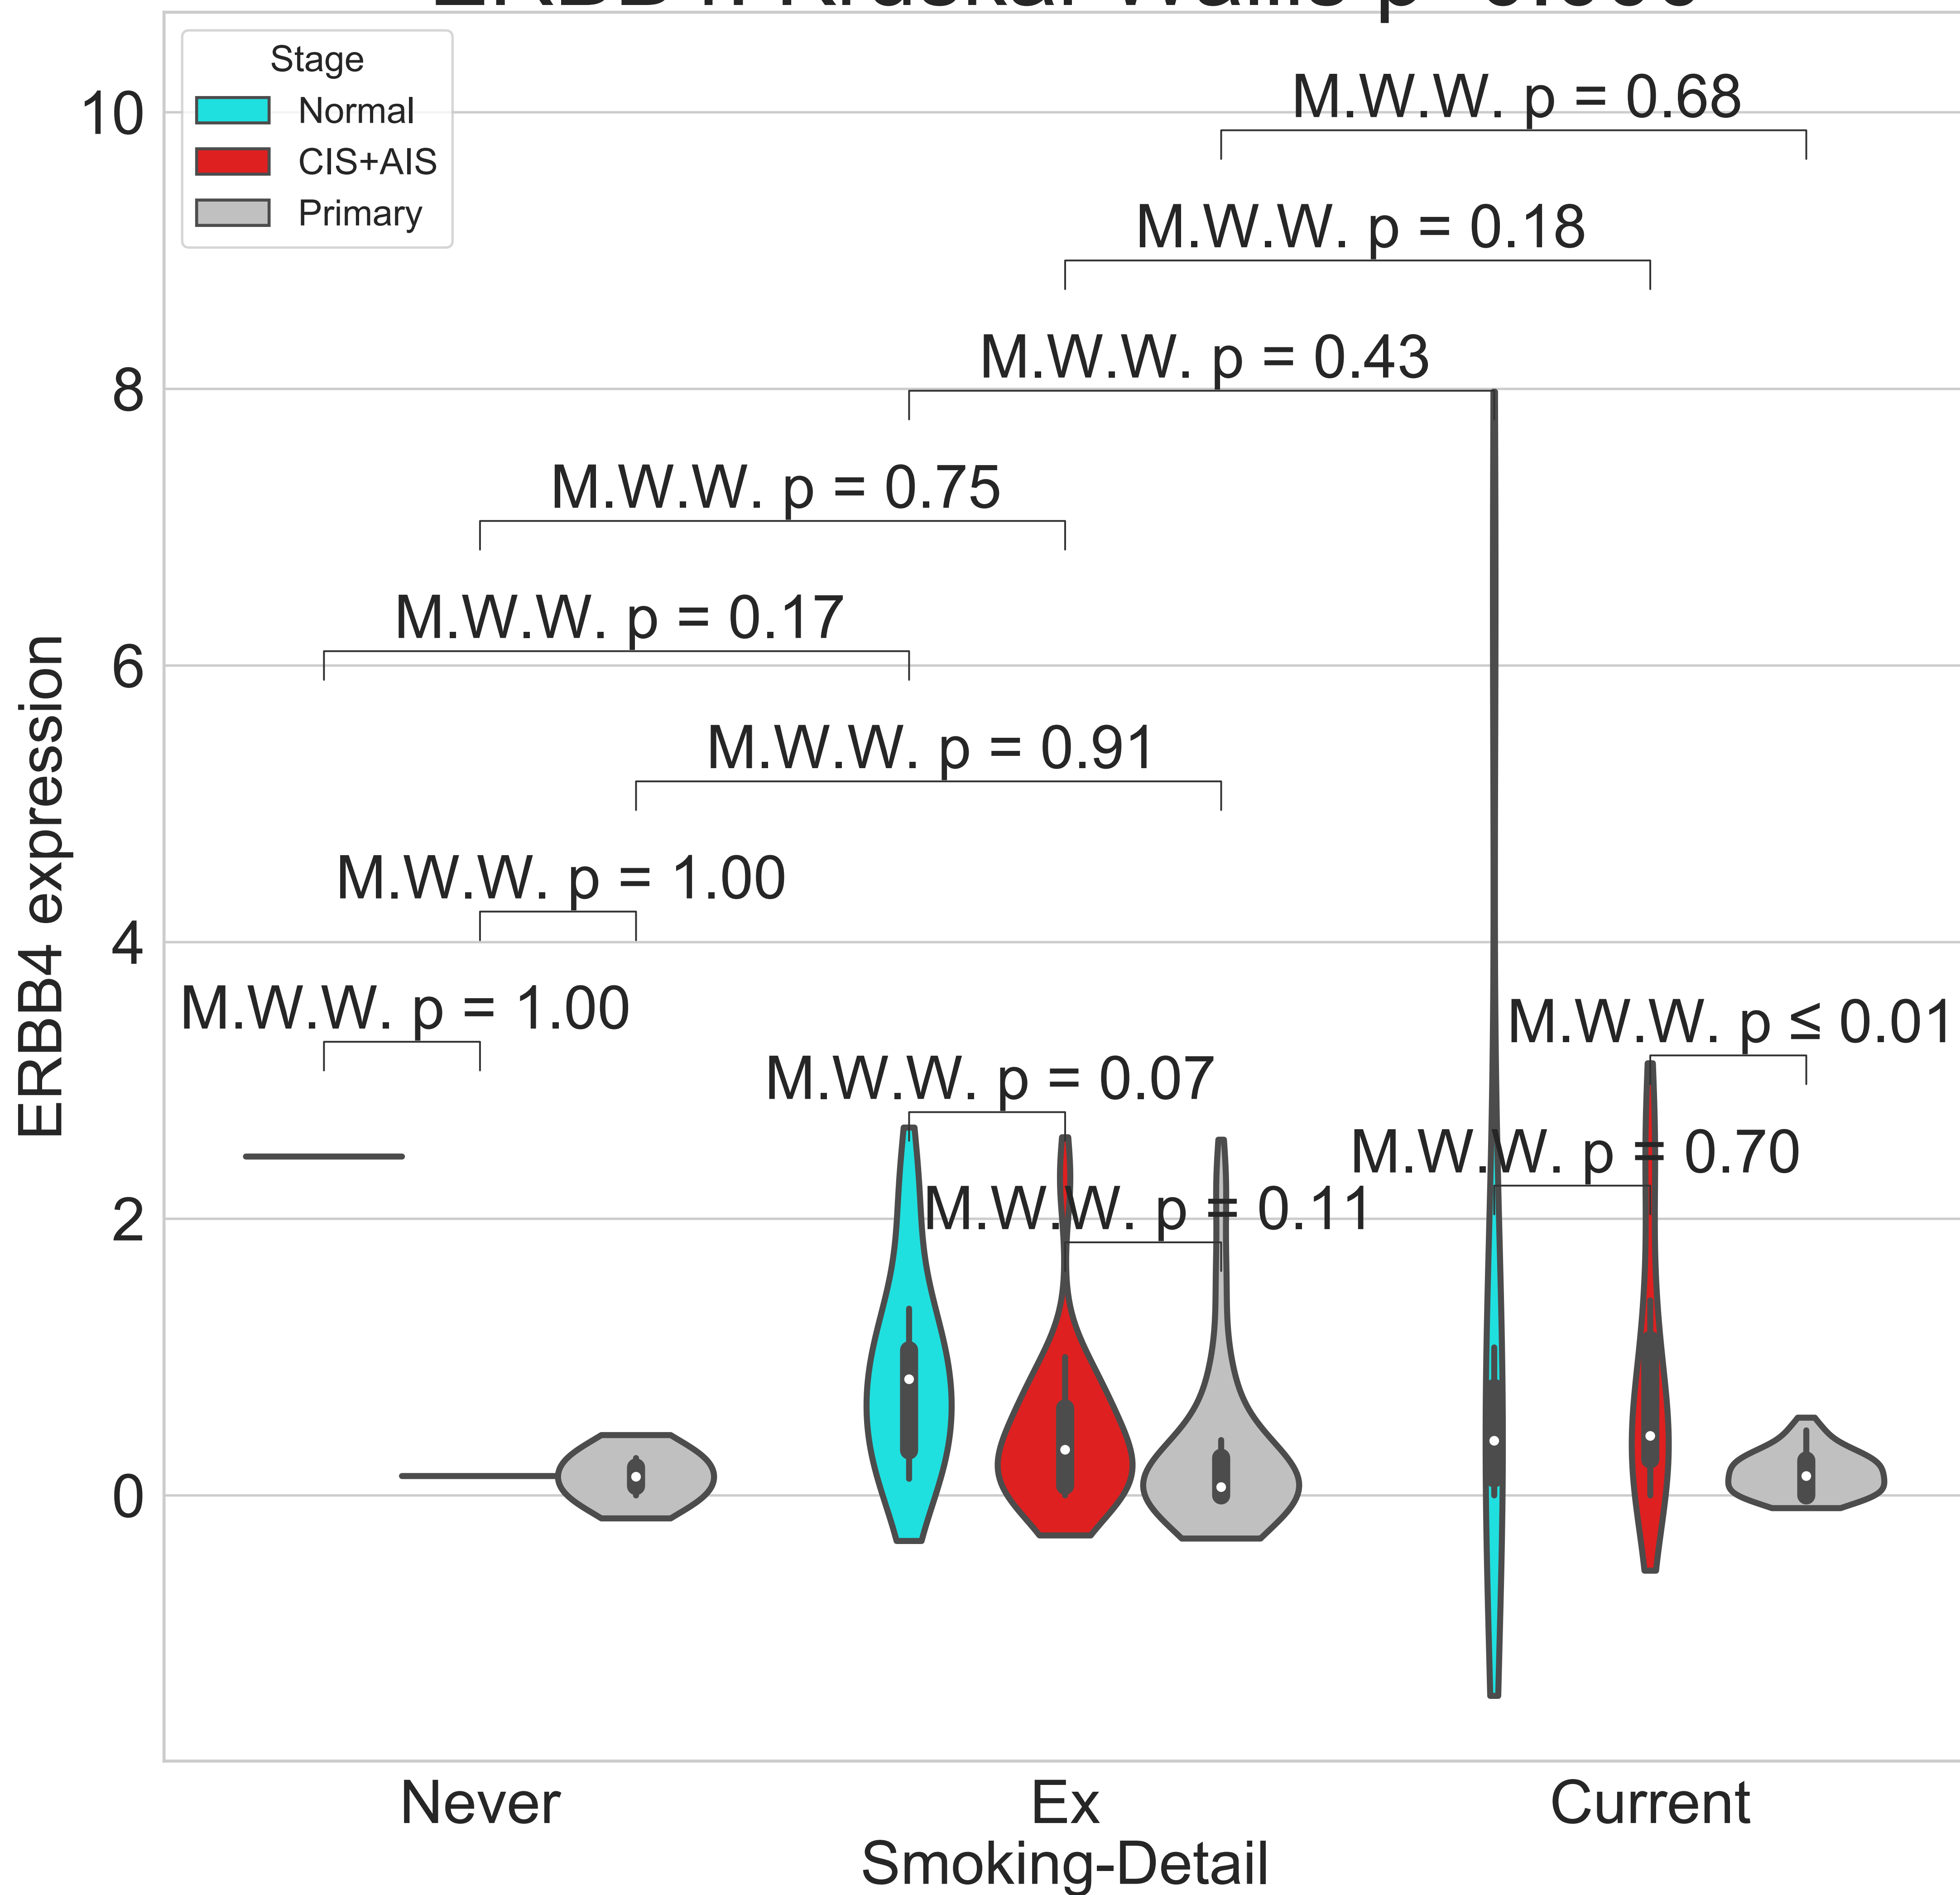 Stage
Normal
CIS+AIS
Primary
10
8
6
4
2
0
ERBB4 expression
M.W.W. p = 0.68
M.W.W. p = 0.18
M.W.W. p = 0.43
M.W.W. p = 0.75
M.W.W. p = 0.17
M.W.W. p = 0.91
M.W.W. p = 1.00
M.W.W. p = 1.00
M.W.W. p ≤ 0.01
M.W.W. p = 0.07
M.W.W. p = 0.70
M.W.W. p = 0.11
Never
Ex
Current
Smoking-Detail